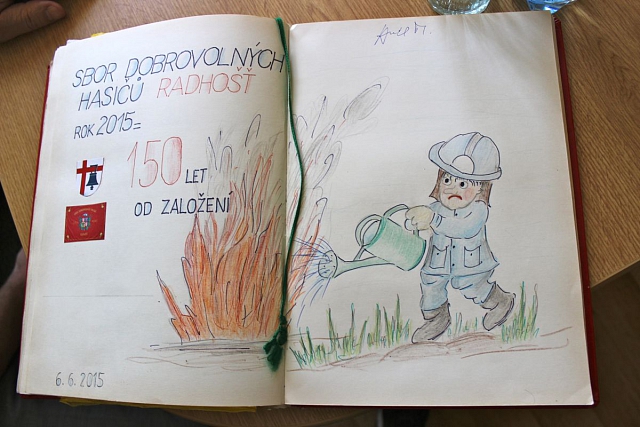 SBOR DOBROVOLNÝCH
HASIČŮ RADHOŠŤ
ROK 2015=
150 LET
OD ZALOŽENÍ
6. 6. 2015